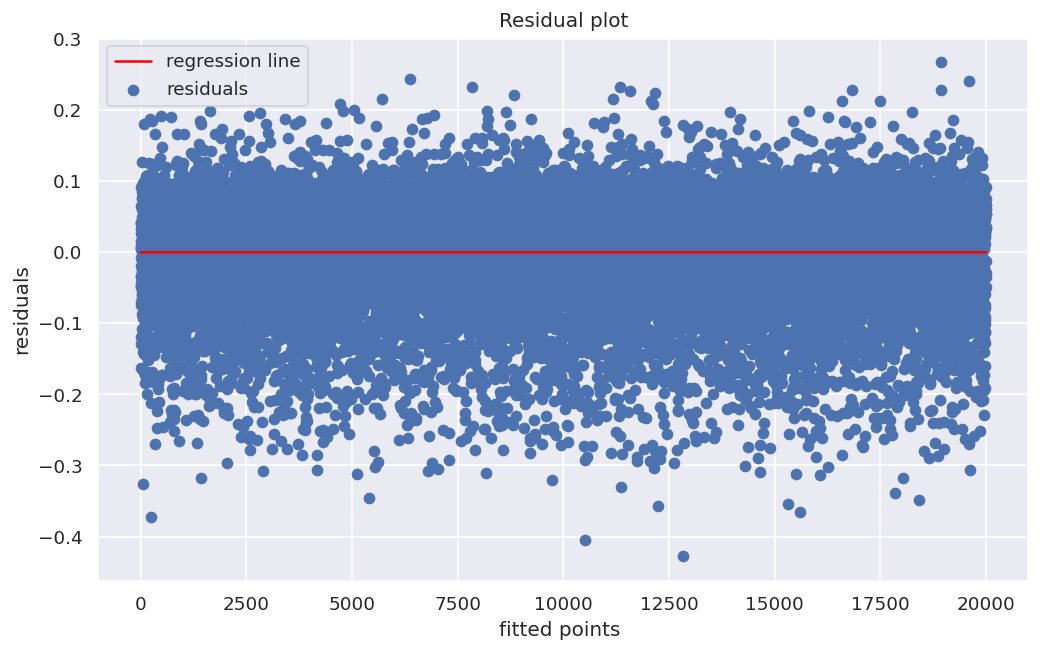 Residual plot
0.3
0.2
0.1
0.0
−0.1
−0.2
−0.3
−0.4
residuals
regression line
residuals
0 2500 5000 7500 10000 12500 15000 17500 20000
fitted points